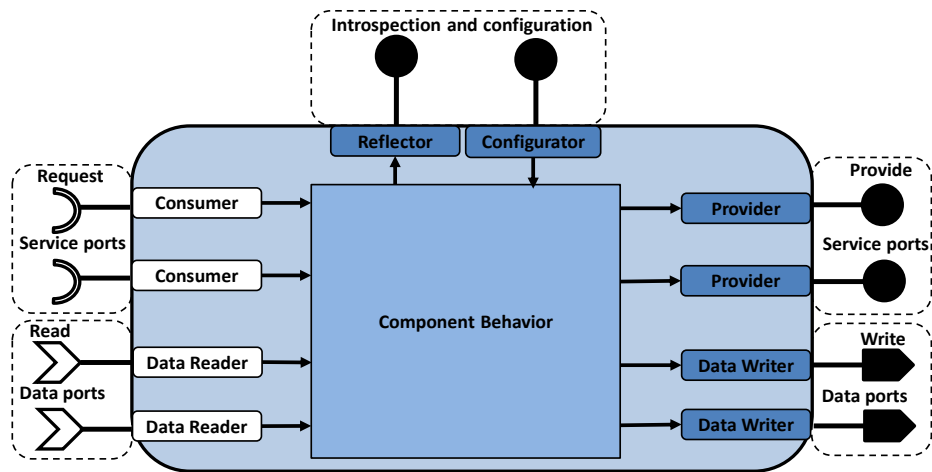 Introspection and configuration
Reflector
Configurator
Request
Consumer
Service ports
Consumer
Read
Data Reader
Data ports
Data Reader
Component Behavior
Provide
Provider
Service ports
Provider
Write
Data Writer
Data ports
Data Writer